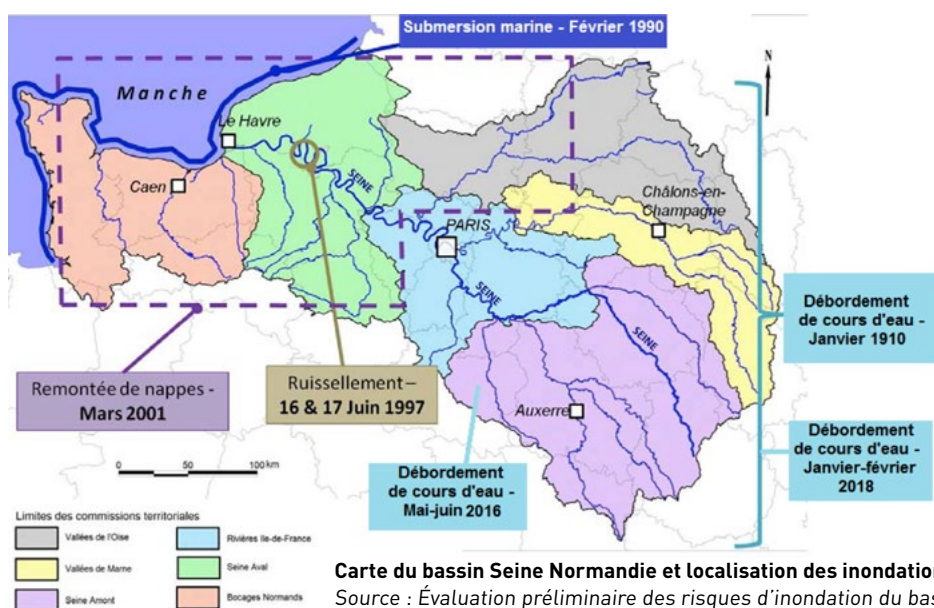 Submersion marine - Février 1990
Manche
N
Le Havre
Caen
SEINE
PARIS
Châlons-en-
Champagne
SEINE
SEINE
Auxerre
Débordement
de cours d'eau -
Janvier 1910
Remontée de nappes -
Mars 2001
Ruissellement –
16 & 17 Juin 1997
Débordement
de cours d'eau -
Mai-juin 2016
Débordement
de cours d'eau -
Janvier-février
2018
0 50 100 km
Limites des commissions territoriales
Vallées de l'Oise
Rivières Ile-de-France
Vallées de Marne
Seine Aval
Seine Amont
Bocages Normands
Carte du bassin Seine Normandie et localisation des inondation
Source : Évaluation préliminaire des risques d'inondation du bas